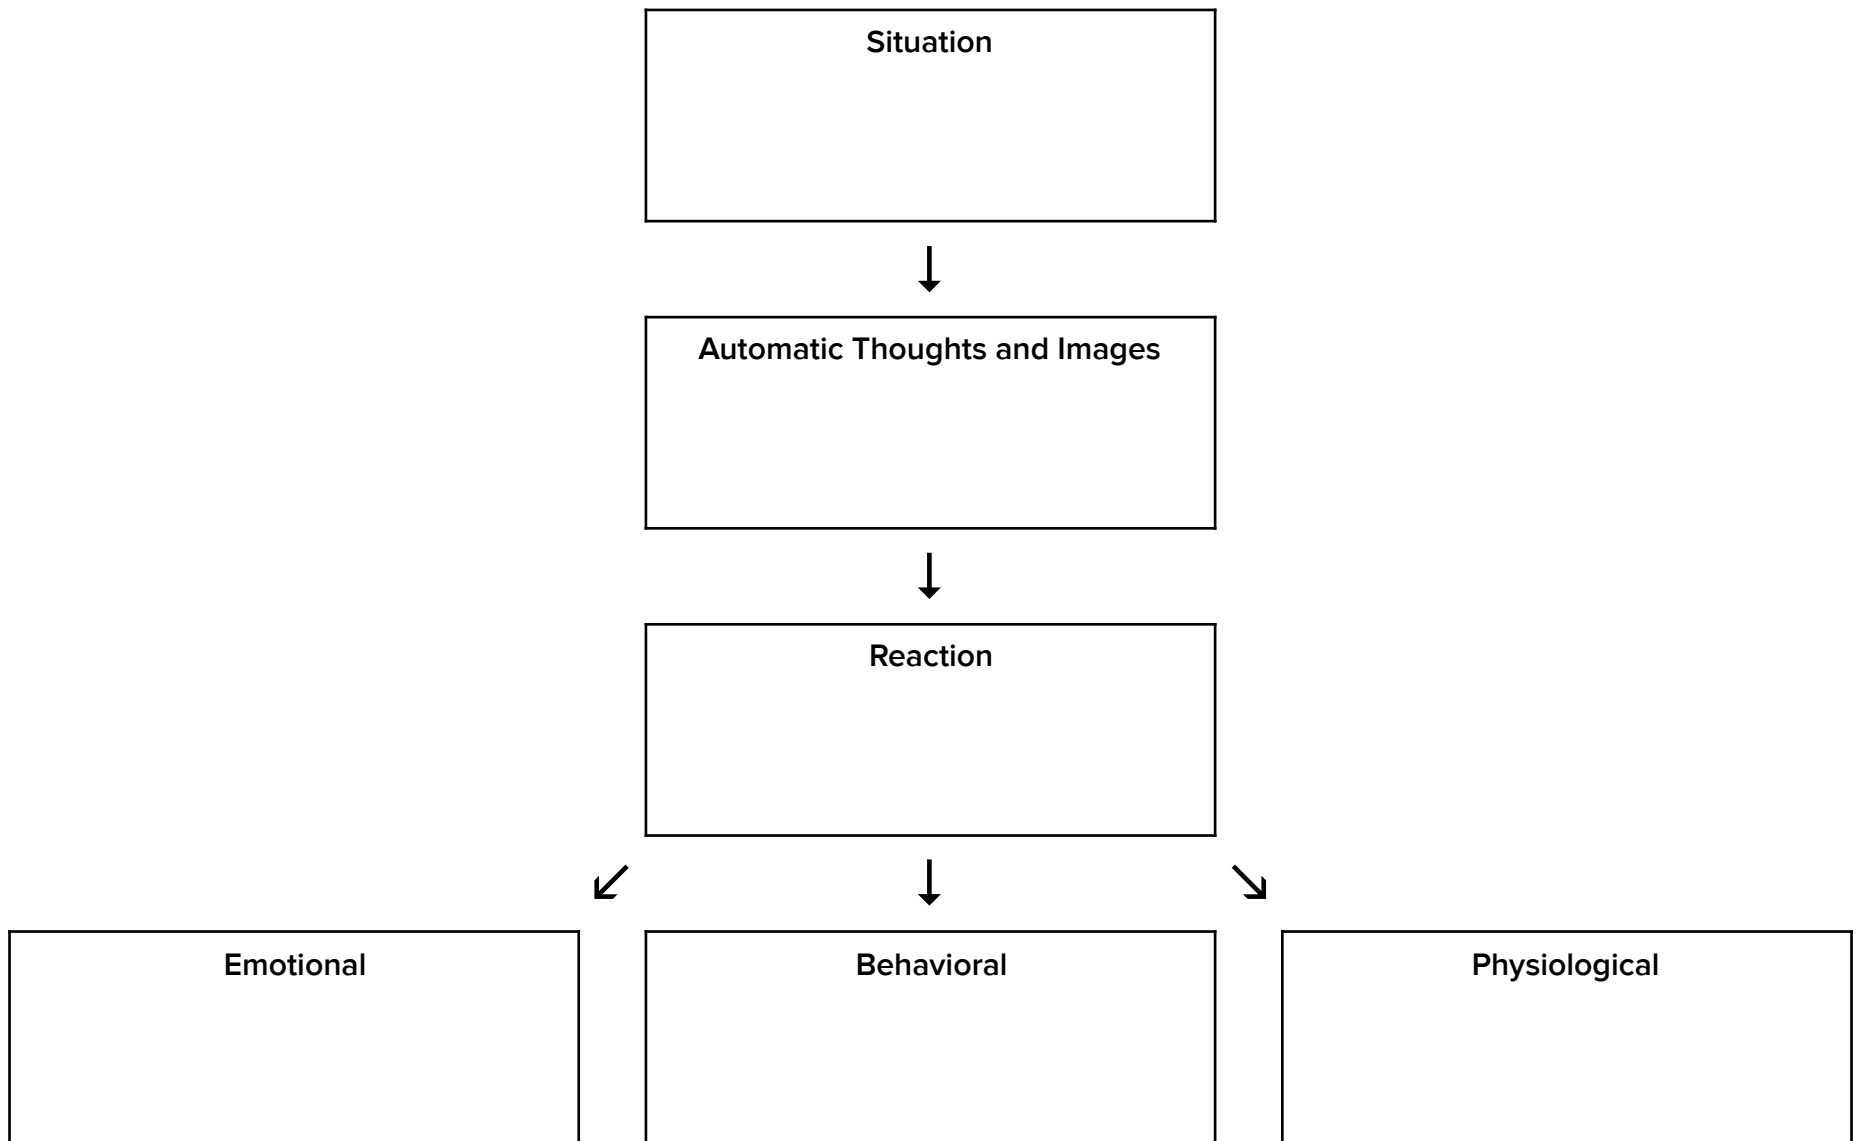 Situation
Automatic Thoughts and Images
Reaction
Emotional
Behavioral
Physiological